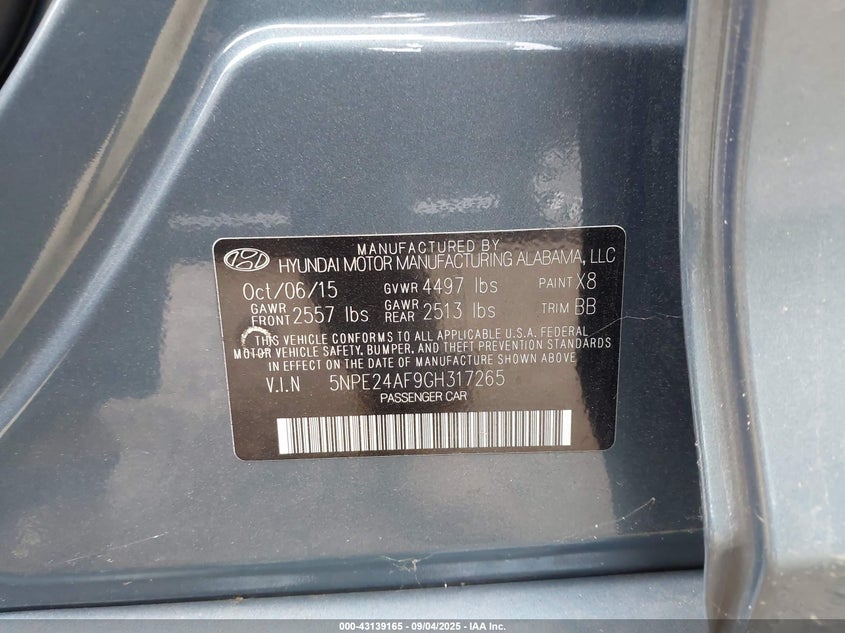 MANUFACTURED BY
HYUNDAI MOTOR MANUFACTURING ALABAMA, LLC
Oct/06/15 GVWR 4497 lbs PAINT X8
GAWR FRONT 2557 lbs GAWR REAR 2513 lbs TRIM BB
THIS VEHICLE CONFORMS TO ALL APPLICABLE U.S.A. FEDERAL
MOTOR VEHICLE SAFETY, BUMPER, AND THEFT PREVENTION STANDARDS
IN EFFECT ON THE DATE OF MANUFACTURE SHOWN ABOVE.
V.I.N 5NPE24AF9GH317265
PASSENGER CAR
000-43139165 - 09/04/2025 - IAA Inc.